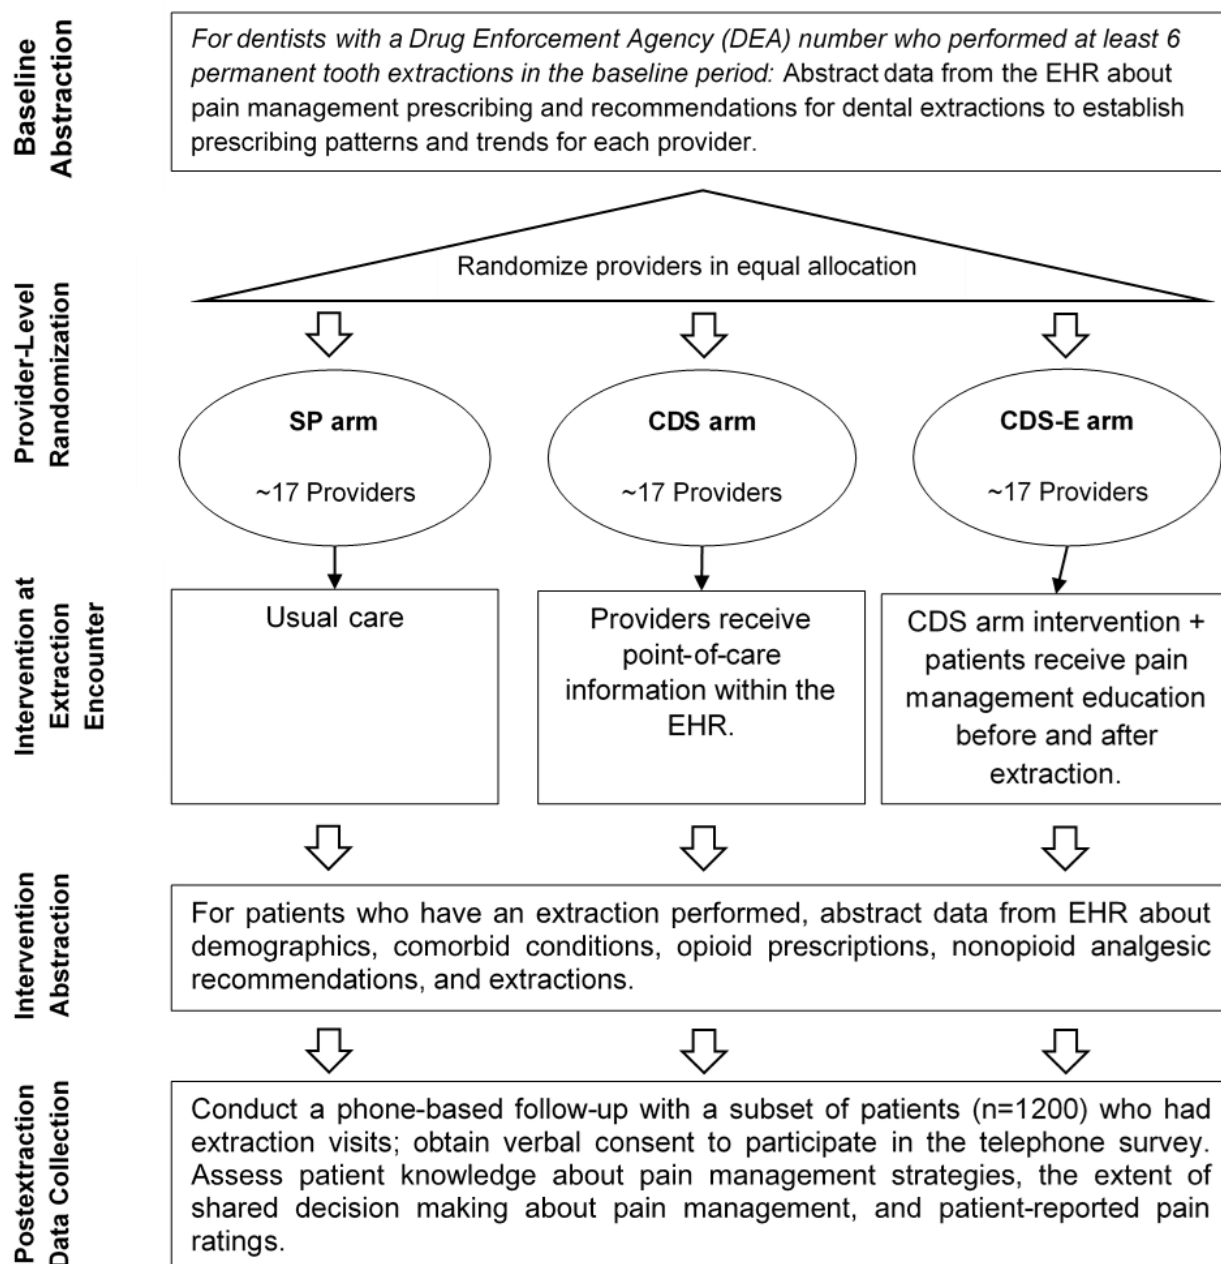 Baseline
Abstraction
For dentists with a Drug Enforcement Agency (DEA) number who performed at least 6
permanent tooth extractions in the baseline period: Abstract data from the EHR about
pain management prescribing and recommendations for dental extractions to establish
prescribing patterns and trends for each provider.
Provider-Level
Randomization
Randomize providers in equal allocation
SP arm
~17 Providers
CDS arm
~17 Providers
CDS-E arm
~17 Providers
Intervention at
Extraction
Encounter
Usual care
Providers receive
point-of-care
information within the
EHR.
CDS arm intervention +
patients receive pain
management education
before and after
extraction.
Intervention
Abstraction
For patients who have an extraction performed, abstract data from EHR about
demographics, comorbid conditions, opioid prescriptions, nonopioid analgesic
recommendations, and extractions.
Postextraction
Data Collection
Conduct a phone-based follow-up with a subset of patients (n=1200) who had
extraction visits; obtain verbal consent to participate in the telephone survey.
Assess patient knowledge about pain management strategies, the extent of
shared decision making about pain management, and patient-reported pain
ratings.